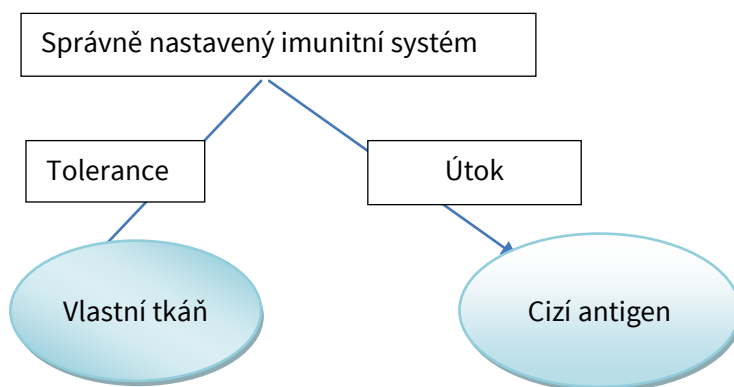 Správně nastavený imunitní systém
Tolerance
Útok
Vlastní tkáň
Cizí antigen